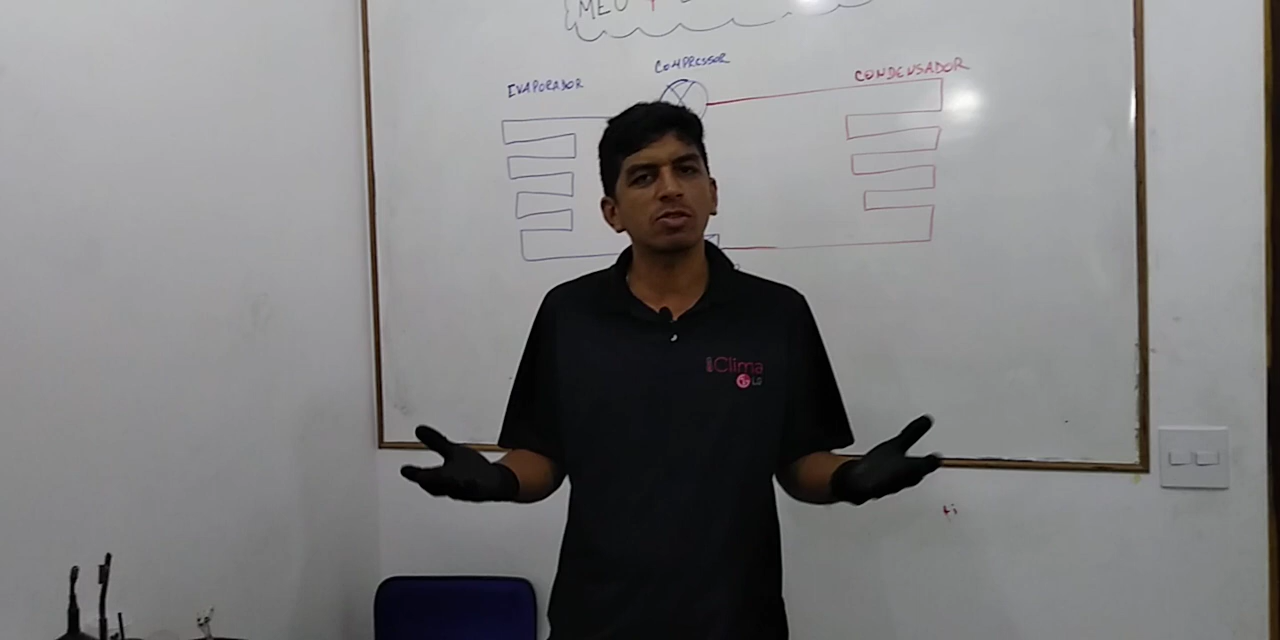 MEU
COMPRESSOR
EVAPORADOR
CONDENSADOR
Clima
LG